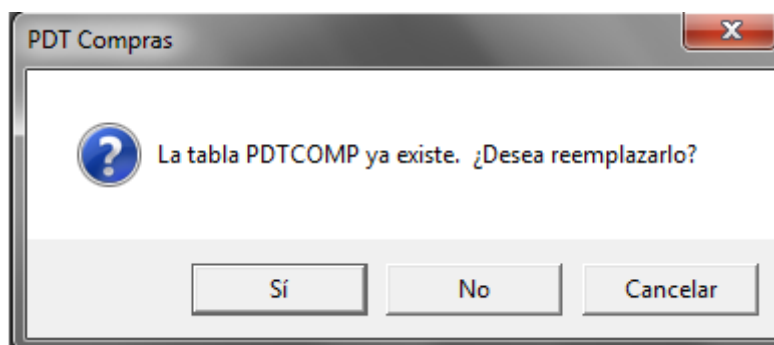 PDT Compras
La tabla PDTCOMP ya existe. ¿Desea reemplazarlo?
Sí
No
Cancelar